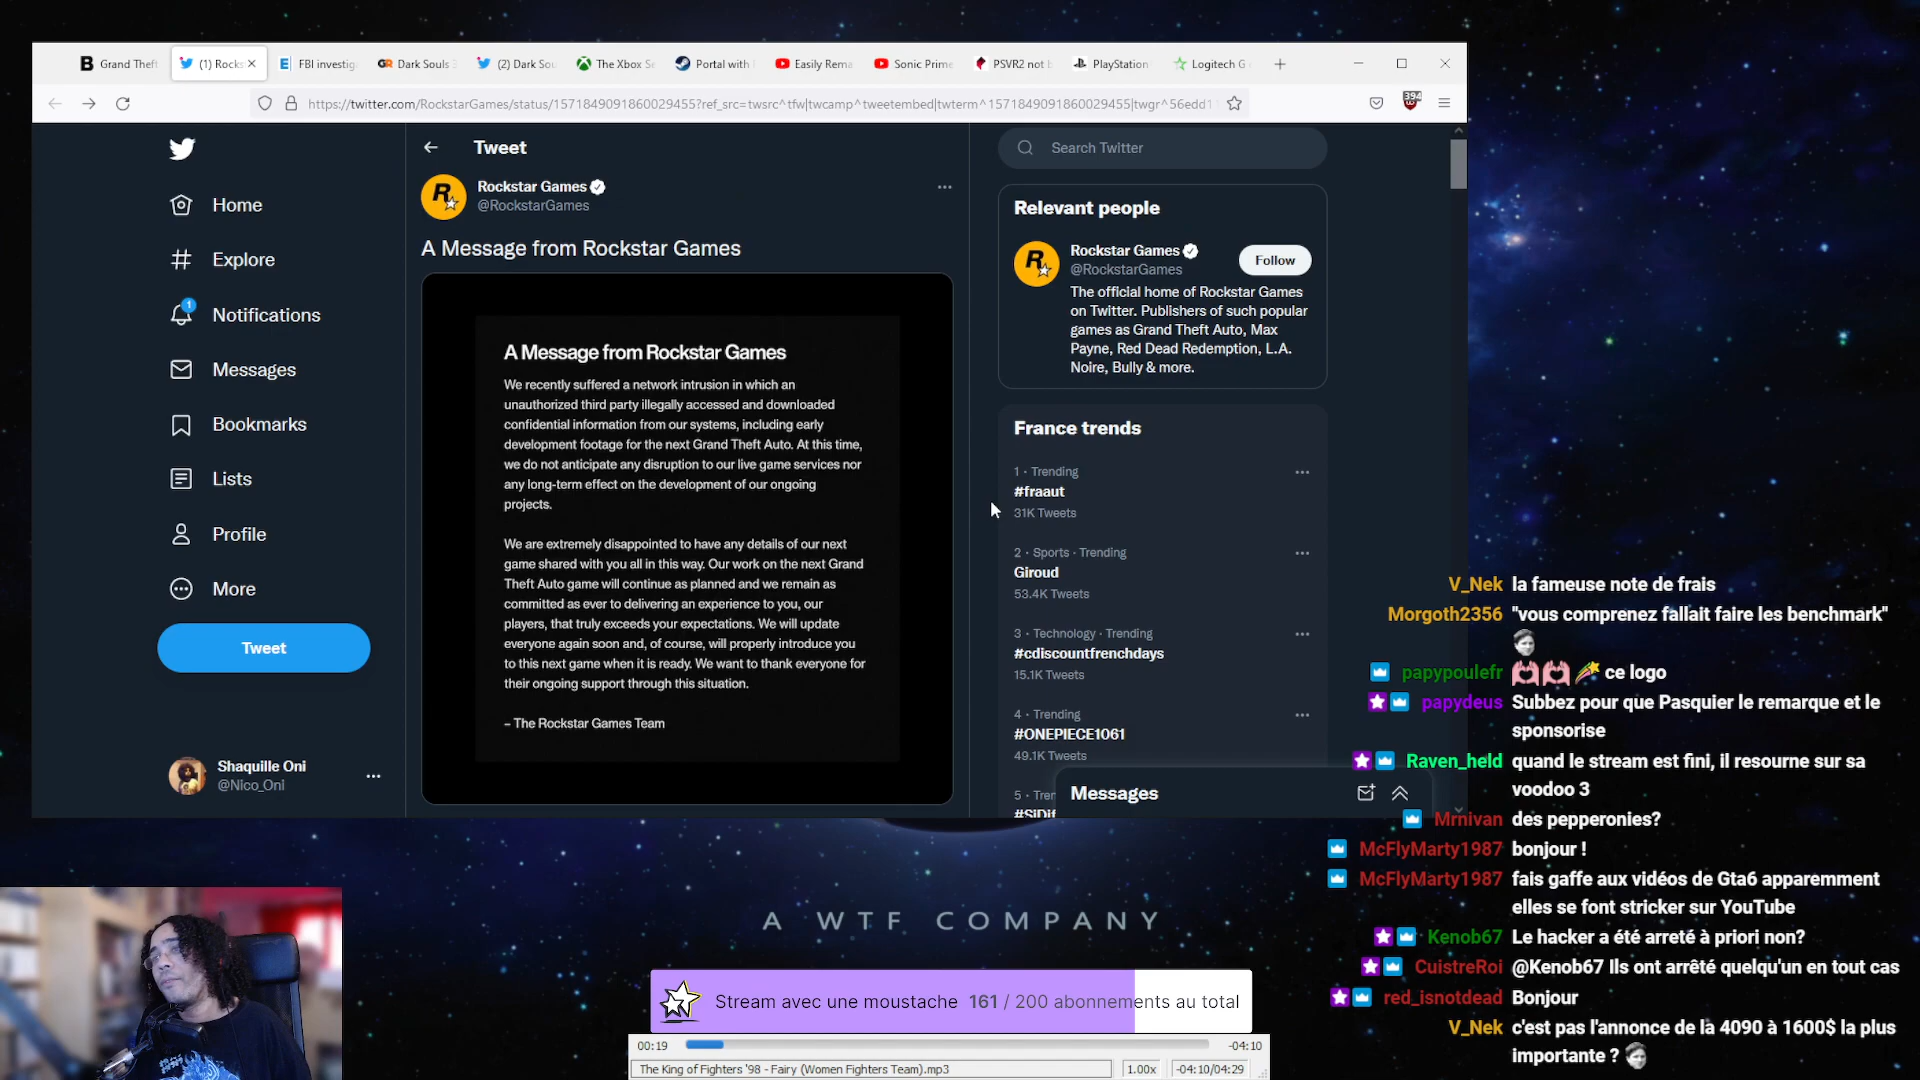 Grand Theft
(1) Rocks
FBI investig
Dark Souls 3
(2) Dark Sou
The Xbox Se
Portal with
Easily Rema
Sonic Prime
PSVR2 not b
PlayStation
Logitech G
https://twitter.com/RockstarGames/status/1571849091860029455?ref_src=twsrc^tfw|twcamp^tweetembed|twterm^1571849091860029455|twgr^56edd1
394
Home
Explore
1
Notifications
Messages
Bookmarks
Lists
Profile
More
Tweet
Shaquille Oni
@Nico_Oni
Tweet
Rockstar Games
@RockstarGames
A Message from Rockstar Games
A Message from Rockstar Games
We recently suffered a network intrusion in which an
unauthorized third party illegally accessed and downloaded
confidential information from our systems, including early
development footage for the next Grand Theft Auto. At this time,
we do not anticipate any disruption to our live game services nor
any long-term effect on the development of our ongoing
projects.
We are extremely disappointed to have any details of our next
game shared with you all in this way. Our work on the next Grand
Theft Auto game will continue as planned and we remain as
committed as ever to delivering an experience to you, our
players, that truly exceeds your expectations. We will update
everyone again soon and, of course, will properly introduce you
to this next game when it is ready. We want to thank everyone for
their ongoing support through this situation.
– The Rockstar Games Team
Search Twitter
Relevant people
Rockstar Games
@RockstarGames
Follow
The official home of Rockstar Games
on Twitter. Publishers of such popular
games as Grand Theft Auto, Max
Payne, Red Dead Redemption, L.A.
Noire, Bully & more.
France trends
1 · Trending
#fraaut
31K Tweets
2 · Sports · Trending
Giroud
53.4K Tweets
3 · Technology · Trending
#cdiscountfrenchdays
15.1K Tweets
4 · Trending
#ONEPIECE1061
49.1K Tweets
5 · Tren
Messages
V_Nek la fameuse note de frais
Morgoth2356 "vous comprenez fallait faire les benchmark"
papypoulefr ce logo
papydeus Subbez pour que Pasquier le remarque et le
sponsorise
Raven_held quand le stream est fini, il resourne sur sa
voodoo 3
Mrnivan des pepperonies?
McFlyMarty1987 bonjour !
McFlyMarty1987 fais gaffe aux vidéos de Gta6 apparemment
elles se font stricker sur YouTube
Kenob67 Le hacker a été arreté à priori non?
CuistreRoi @Kenob67 Ils ont arrêté quelqu'un en tout cas
red_isnotdead Bonjour
V_Nek c'est pas l'annonce de là 4090 à 1600$ la plus
importante ?
A WTF COMPANY
Stream avec une moustache 161 / 200 abonnements au total
00:19
-04:10
The King of Fighters '98 - Fairy (Women Fighters Team).mp3
1.00x
-04:10/04:29